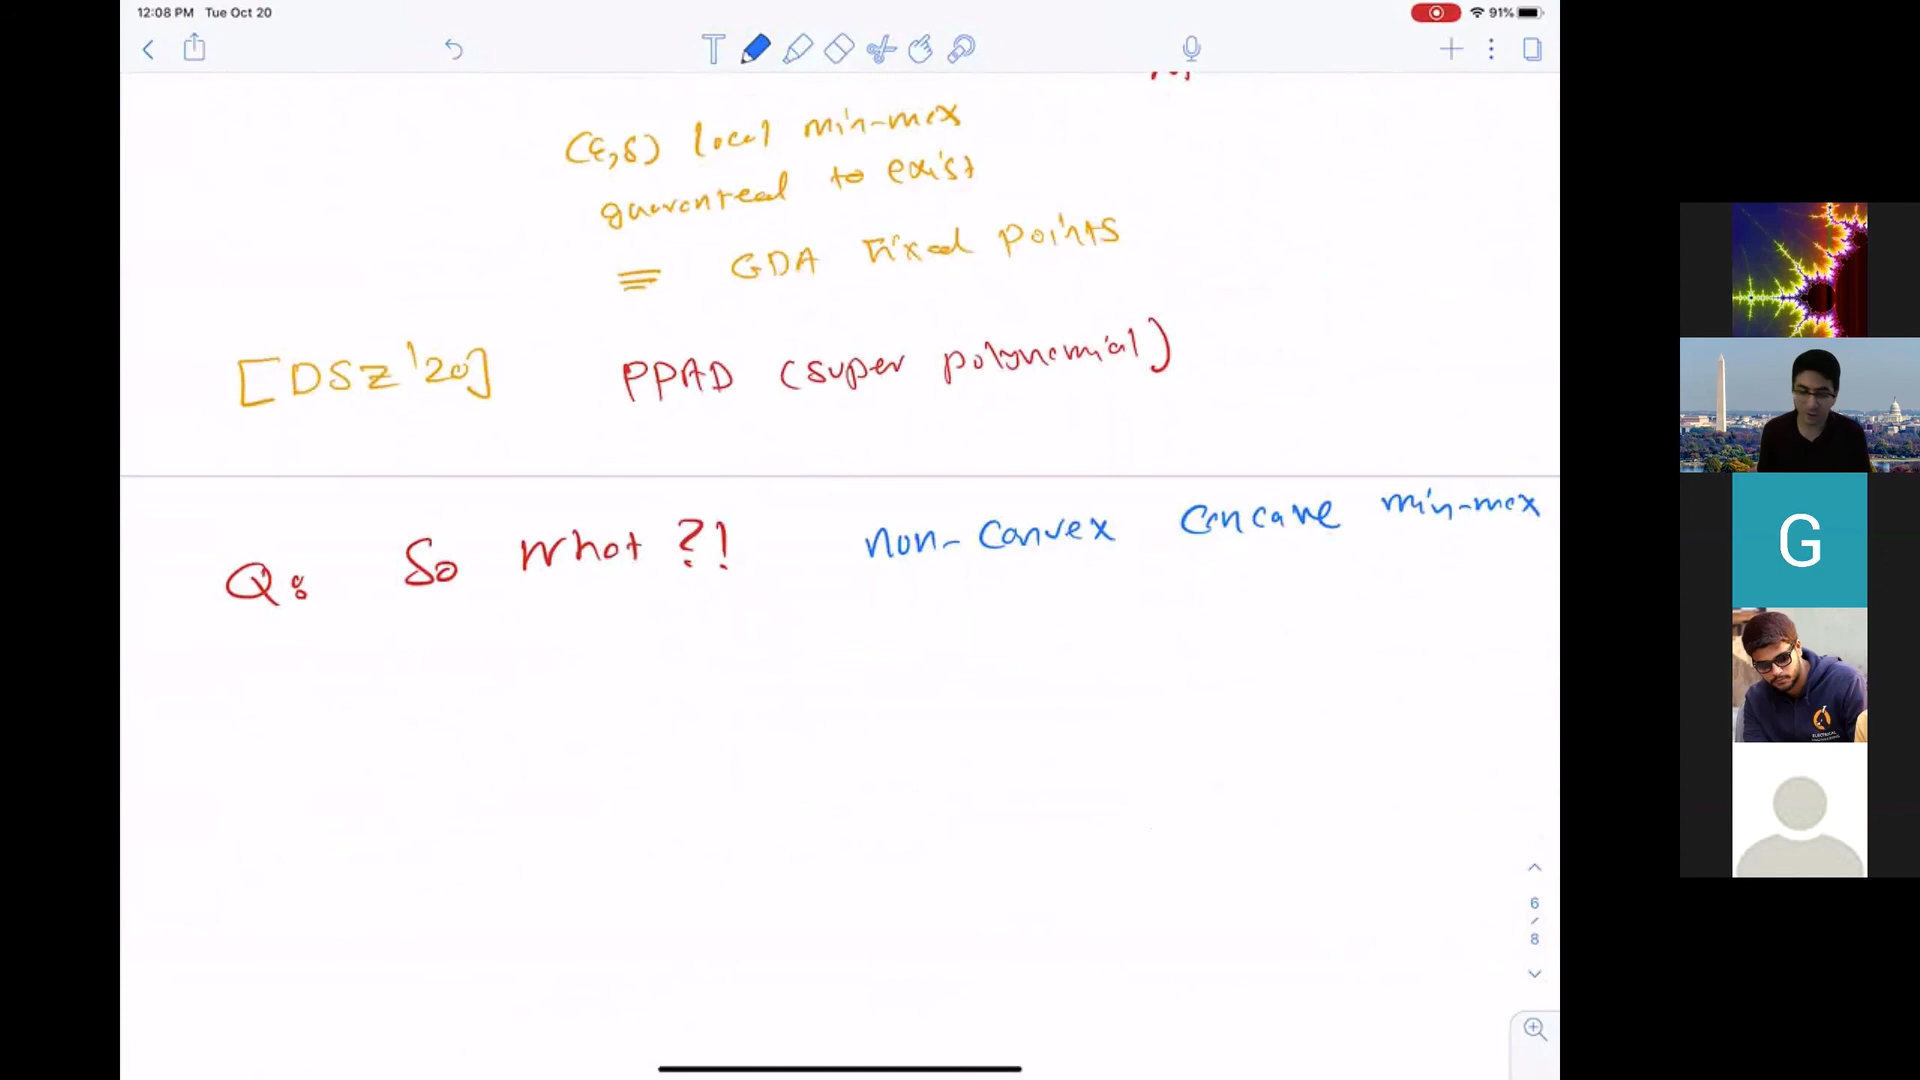 12:08 PM Tue Oct 20
91%
(ε,δ) local min-max
guaranteed to exist
≡ GDA Fixed points
[DSZ '20] PPAD (super polynomial)
Q: So what ?! non-convex concave min-max
G
ELECTRICAL
6
/
8